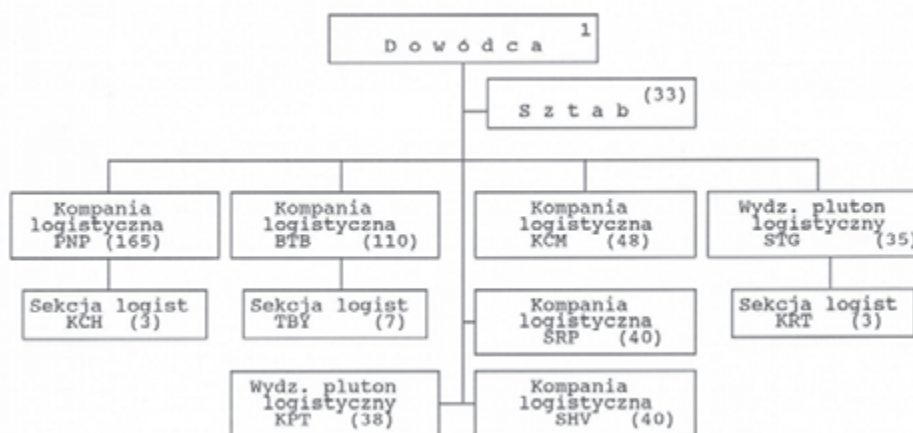 1
D o w ó d c a
(33)
S z t a b
Kompania
logistyczna
PNP (165)
Kompania
logistyczna
BTB (110)
Kompania
logistyczna
KCM (48)
Wydz. pluton
logistyczny
STG (35)
Sekcja logist
KCH (3)
Sekcja logist
TBY (7)
Kompania
logistyczna
SRP (40)
Sekcja logist
KRT (3)
Wydz. pluton
logistyczny
KPT (38)
Kompania
logistyczna
SHV (40)